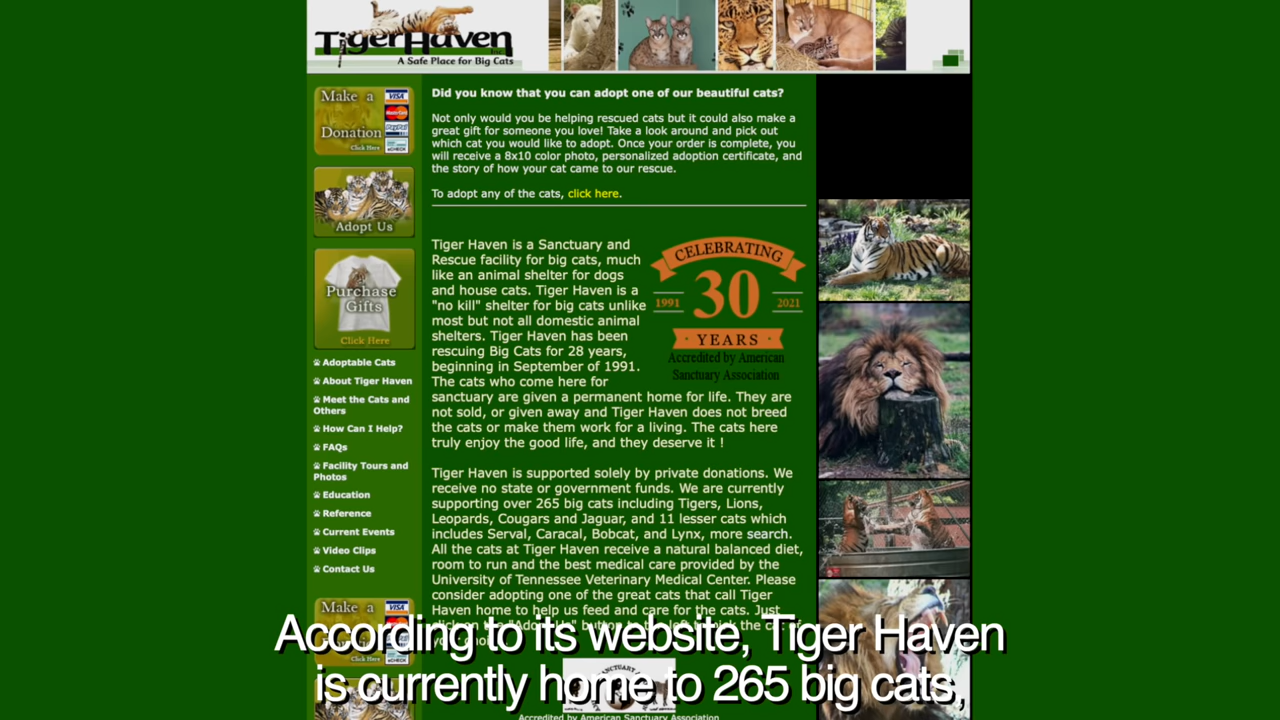 TigerHaven
A Safe Place for Big Cats
Make a
Donation
Click Here
VISA
MasterCard
PayPal
eCHECK
Adopt Us
Purchase
Gifts
Click Here
Adoptable Cats
About Tiger Haven
Meet the Cats and
Others
How Can I Help?
FAQs
Facility Tours and
Photos
Education
Reference
Current Events
Video Clips
Contact Us
Make a
VISA
Click Here
eCHECK
Did you know that you can adopt one of our beautiful cats?
Not only would you be helping rescued cats but it could also make a
great gift for someone you love! Take a look around and pick out
which cat you would like to adopt. Once your order is complete, you
will receive a 8x10 color photo, personalized adoption certificate, and
the story of how your cat came to our rescue.
To adopt any of the cats, click here.
Tiger Haven is a Sanctuary and
Rescue facility for big cats, much
like an animal shelter for dogs
and house cats. Tiger Haven is a
"no kill" shelter for big cats unlike
most but not all domestic animal
shelters. Tiger Haven has been
rescuing Big Cats for 28 years,
beginning in September of 1991.
The cats who come here for
sanctuary are given a permanent home for life. They are
not sold, or given away and Tiger Haven does not breed
the cats or make them work for a living. The cats here
truly enjoy the good life, and they deserve it !
CELEBRATING
1991 30 2021
YEARS
Accredited by American
Sanctuary Association
Tiger Haven is supported solely by private donations. We
receive no state or government funds. We are currently
supporting over 265 big cats including Tigers, Lions,
Leopards, Cougars and Jaguar, and 11 lesser cats which
includes Serval, Caracal, Bobcat, and Lynx, more search.
All the cats at Tiger Haven receive a natural balanced diet,
room to run and the best medical care provided by the
University of Tennessee Veterinary Medical Center. Please
consider adopting one of the great cats that call Tiger
Haven home to help us feed and care for the cats. Just
According to its website, Tiger Haven
is currently home to 265 big cats,
Accredited by American Sanctuary Association